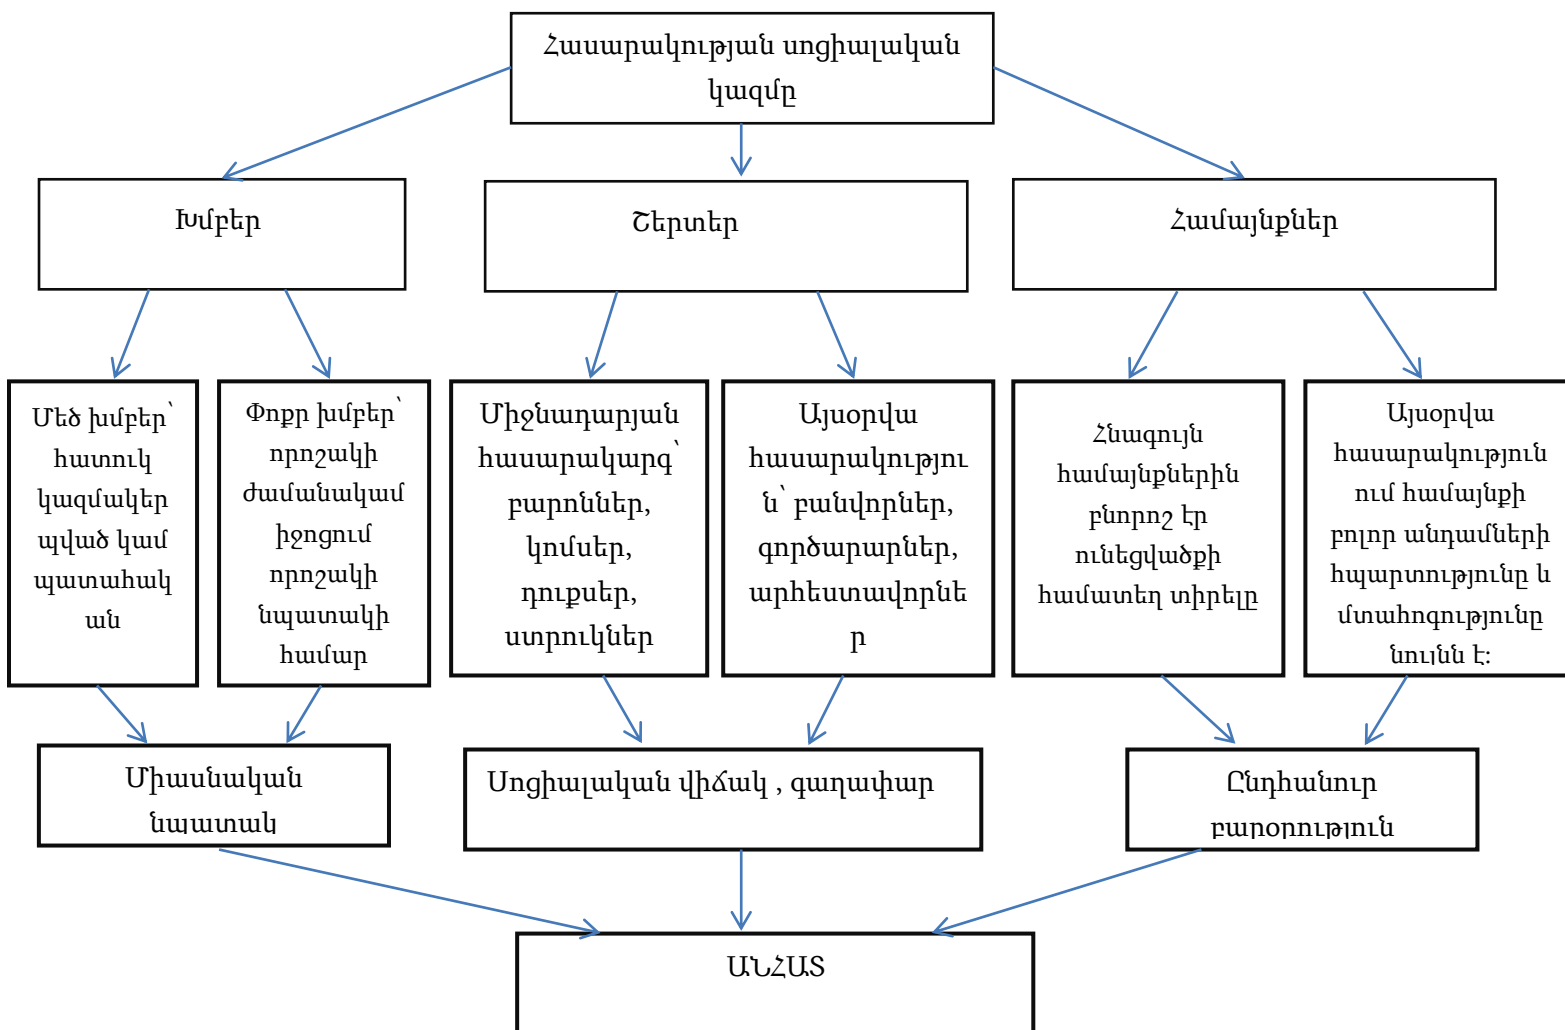 Հասարակության սոցիալական
կազմը
Խմբեր
Շերտեր
Համայնքներ
Մեծ խմբեր՝
հատուկ
կազմակեր
պված կամ
պատահակ
ան
Փոքր խմբեր՝
որոշակի
ժամանակամ
իջոցում
որոշակի
նպատակի
համար
Միջնադարյան
հասարակարգ՝
բարոններ,
կոմսեր,
դուքսեր,
ստրուկներ
Այսօրվա
հասարակությու
ն՝ բանվորներ,
գործարարներ,
արհեստավորնե
ր
Հնագույն
համայնքներին
բնորոշ էր
ունեցվածքի
համատեղ տիրելը
Այսօրվա
հասարակություն
ում համայնքի
բոլոր անդամների
հպարտությունը և
մտահոգությունը
նույնն է:
Միասնական
նպատակ
Սոցիալական վիճակ , գաղափար
Ընդհանուր
բարօրություն
ԱՆՀԱՏ